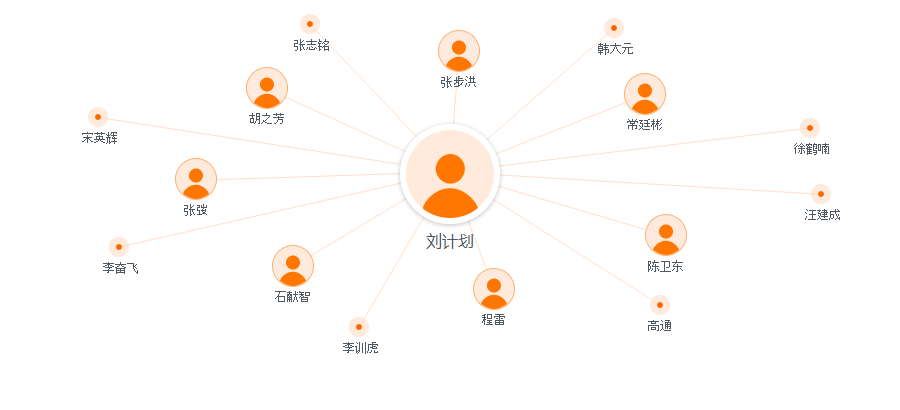 张志铭
韩大元
张步洪
胡之芳
常廷彬
宋英辉
徐鹤喃
张弢
汪建成
刘计划
李奋飞
陈卫东
石献智
程雷
高通
李训虎